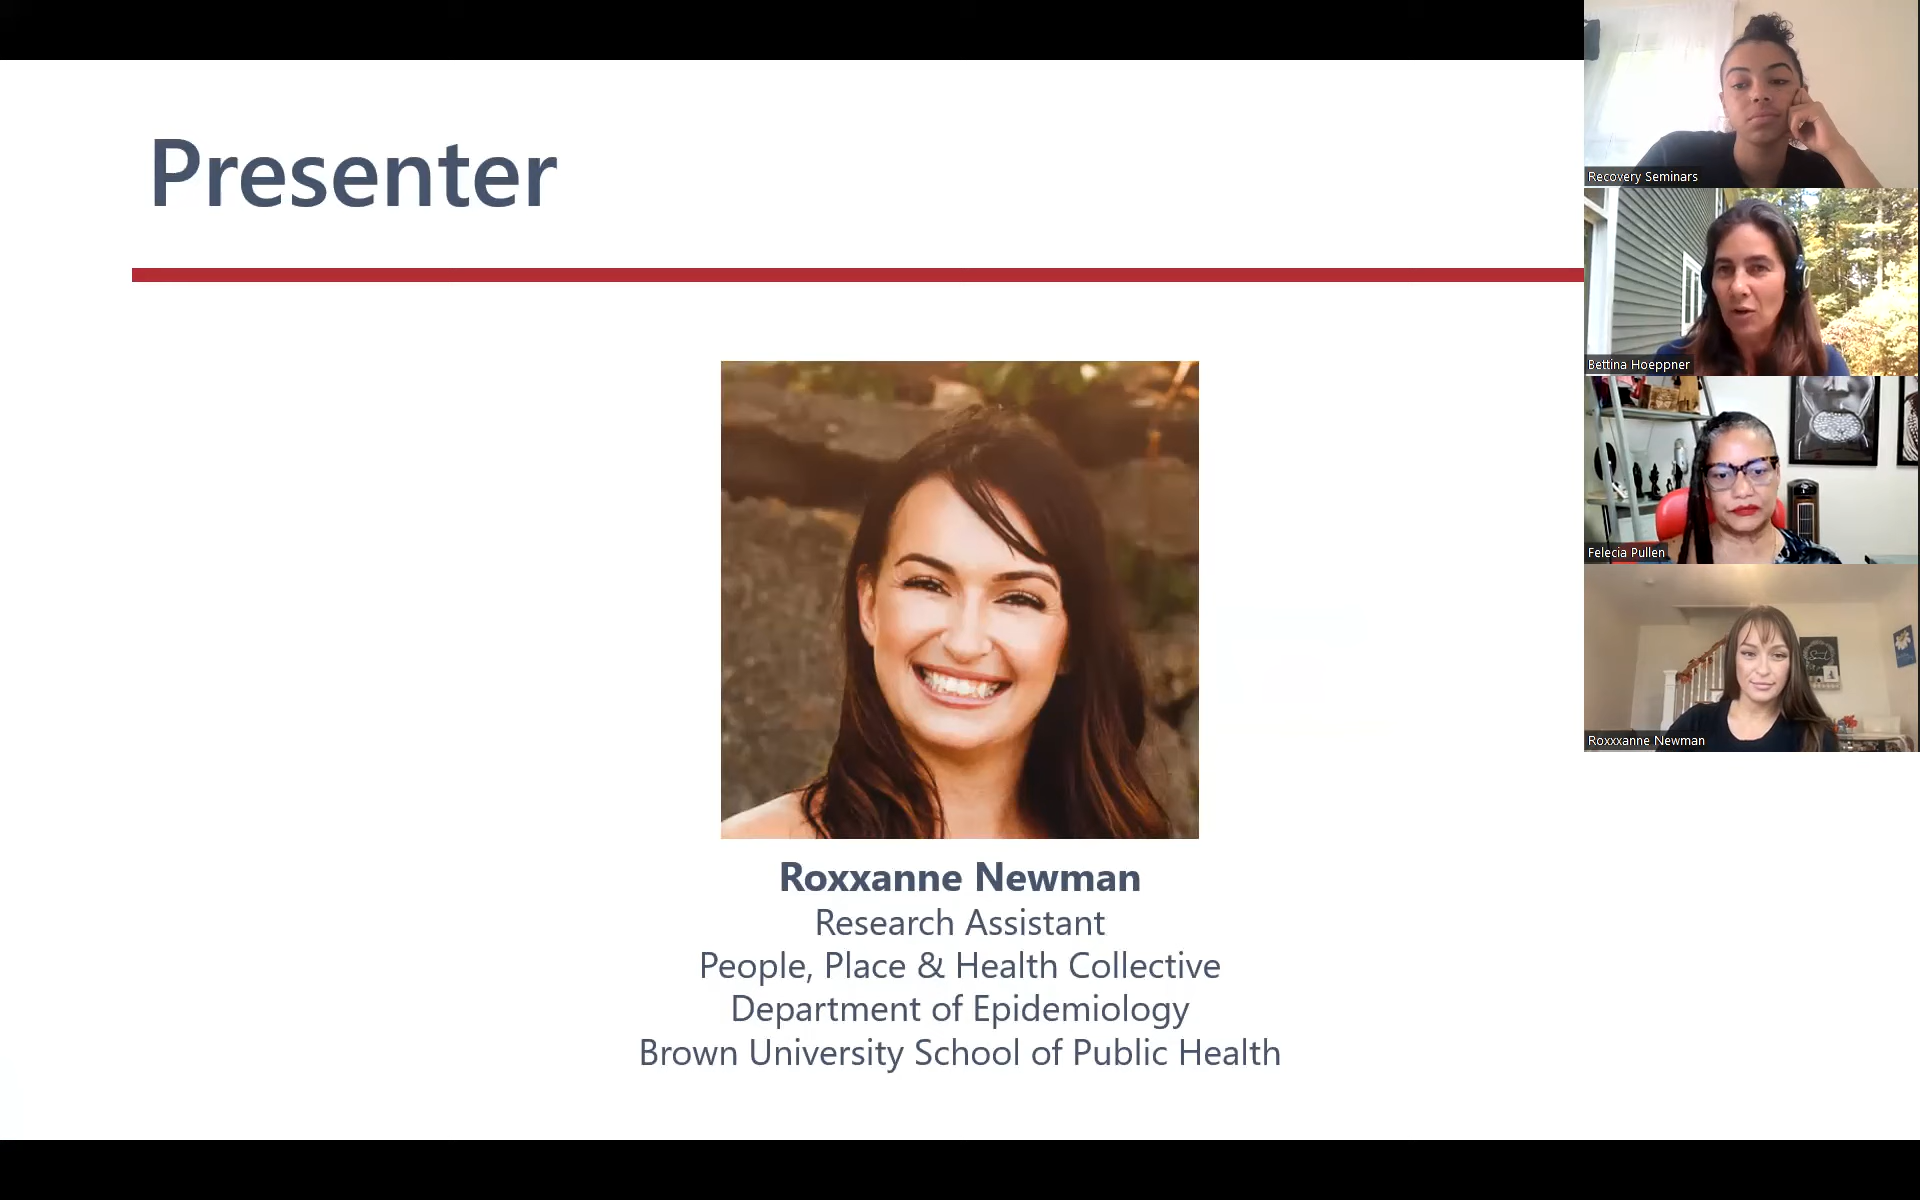 Presenter
Roxxanne Newman
Research Assistant
People, Place & Health Collective
Department of Epidemiology
Brown University School of Public Health
Recovery Seminars
Bettina Hoeppner
Felecia Pullen
Roxxxanne Newman